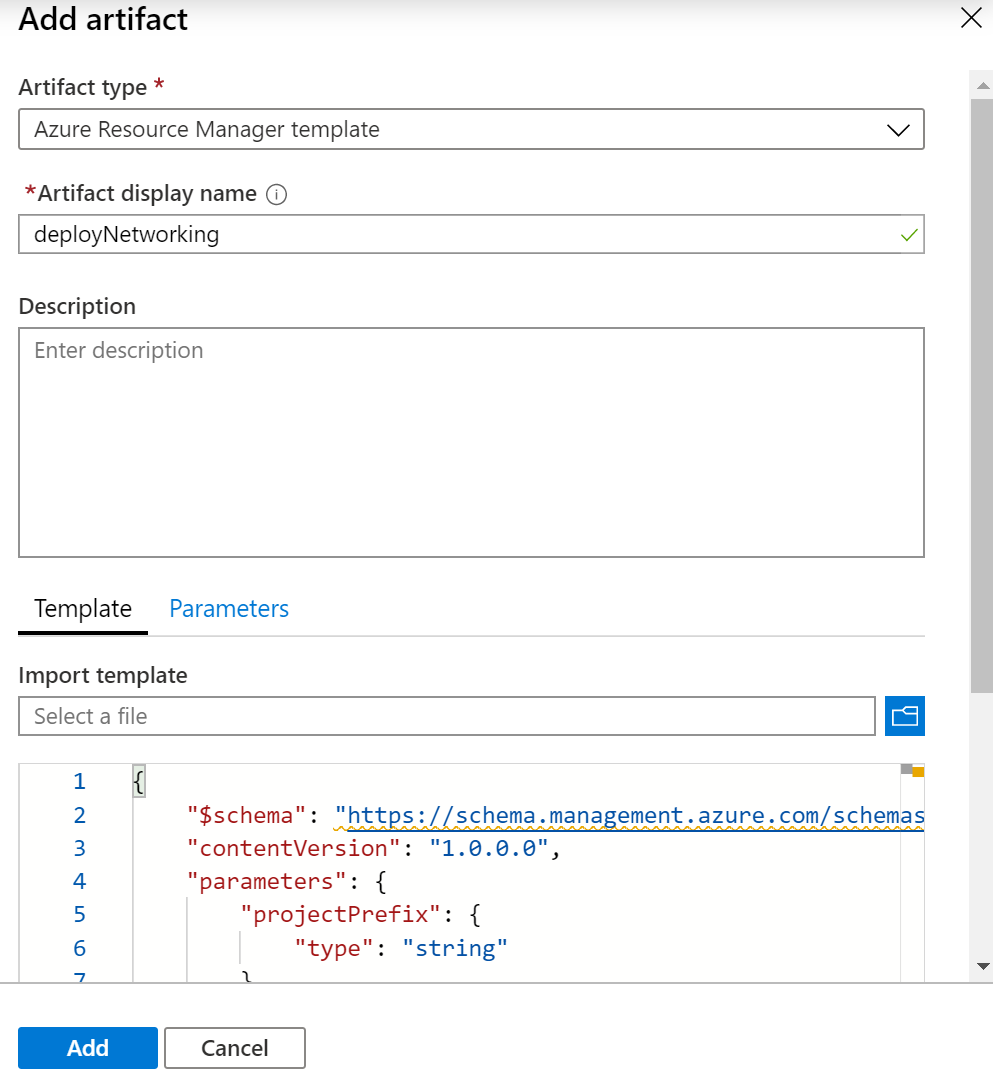 Add artifact
Artifact type *
Azure Resource Manager template
*Artifact display name
deployNetworking
Description
Enter description
Template Parameters
Import template
Select a file
1 {
2 "$schema": "https://schema.management.azure.com/schemas
3 "contentVersion": "1.0.0.0",
4 "parameters": {
5 "projectPrefix": {
6 "type": "string"
7 }
Add Cancel